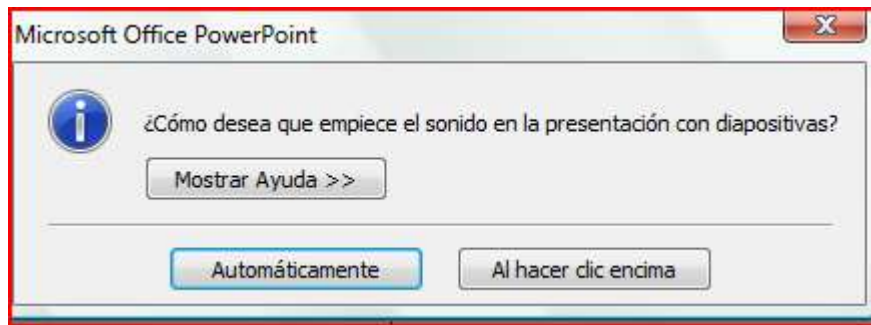 Microsoft Office PowerPoint
¿Cómo desea que empiece el sonido en la presentación con diapositivas?
Mostrar Ayuda >>
Automáticamente
Al hacer clic encima